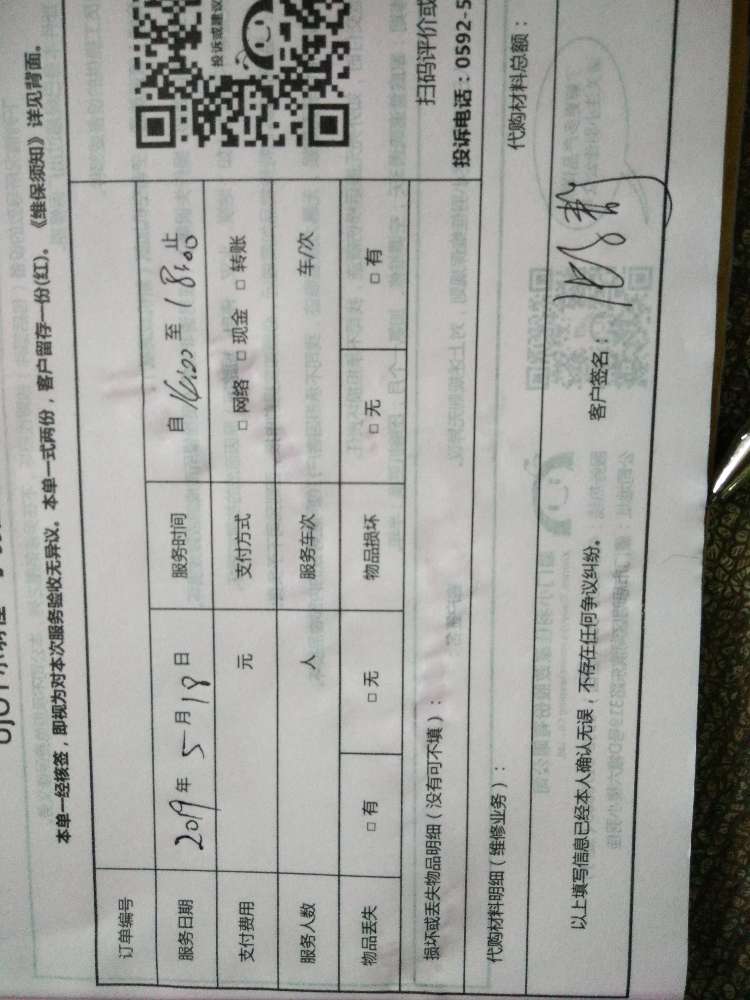 本单一经核签，即视为对本次服务验收无异议。本单一式两份，客户留存一份(红)。《维保须知》详见背面。
订单编号
投诉或建议
服务日期 2019 年 5 月 18 日 服务时间 自 16:00 至 18:00 止
支付费用 元 支付方式 □ 网络 □ 现金 □ 转账
服务人数 人 服务车次 车/次
物品丢失 □ 有 □ 无 物品损坏 □ 无 □ 有
损坏或丢失物品明细（没有可不填）：
扫码评价或
投诉电话：0592-5
代购材料明细（维修业务）：
代购材料总额：
以上填写信息已经本人确认无误，不存在任何争议纠纷。
客户签名：